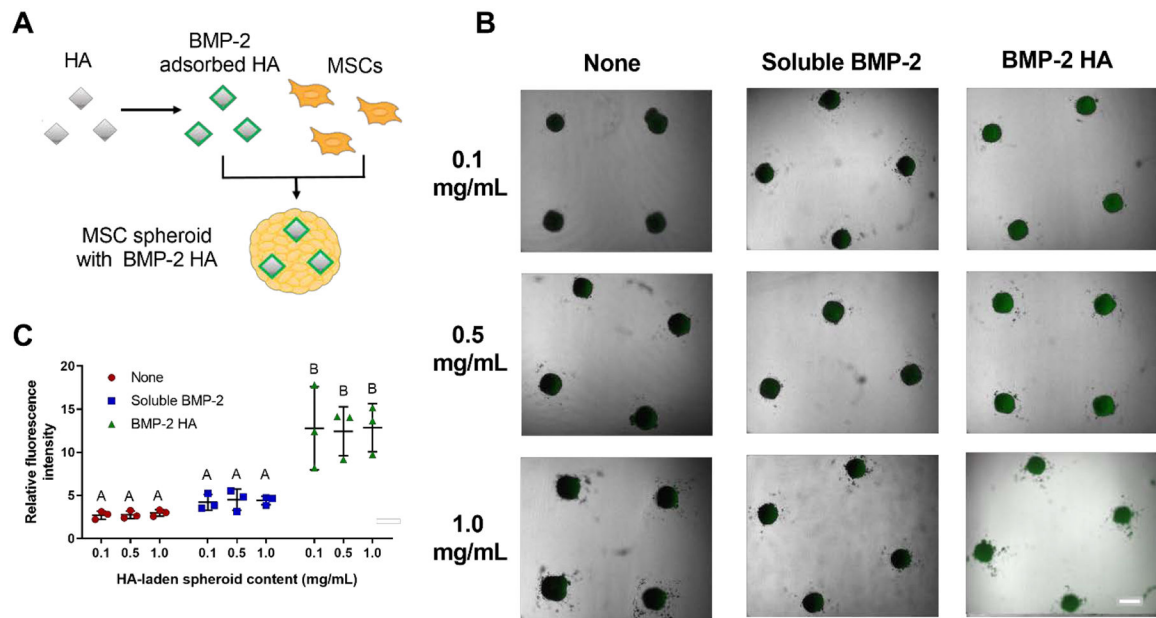 A
HA
BMP-2
adsorbed HA
MSCs
MSC spheroid
with BMP-2 HA
B
None
Soluble BMP-2
BMP-2 HA
0.1
mg/mL
0.5
mg/mL
1.0
mg/mL
C
Relative fluorescence
intensity
20
15
10
5
0
None
Soluble BMP-2
BMP-2 HA
A A A A A A B B B
0.1 0.5 1.0 0.1 0.5 1.0 0.1 0.5 1.0
HA-laden spheroid content (mg/mL)